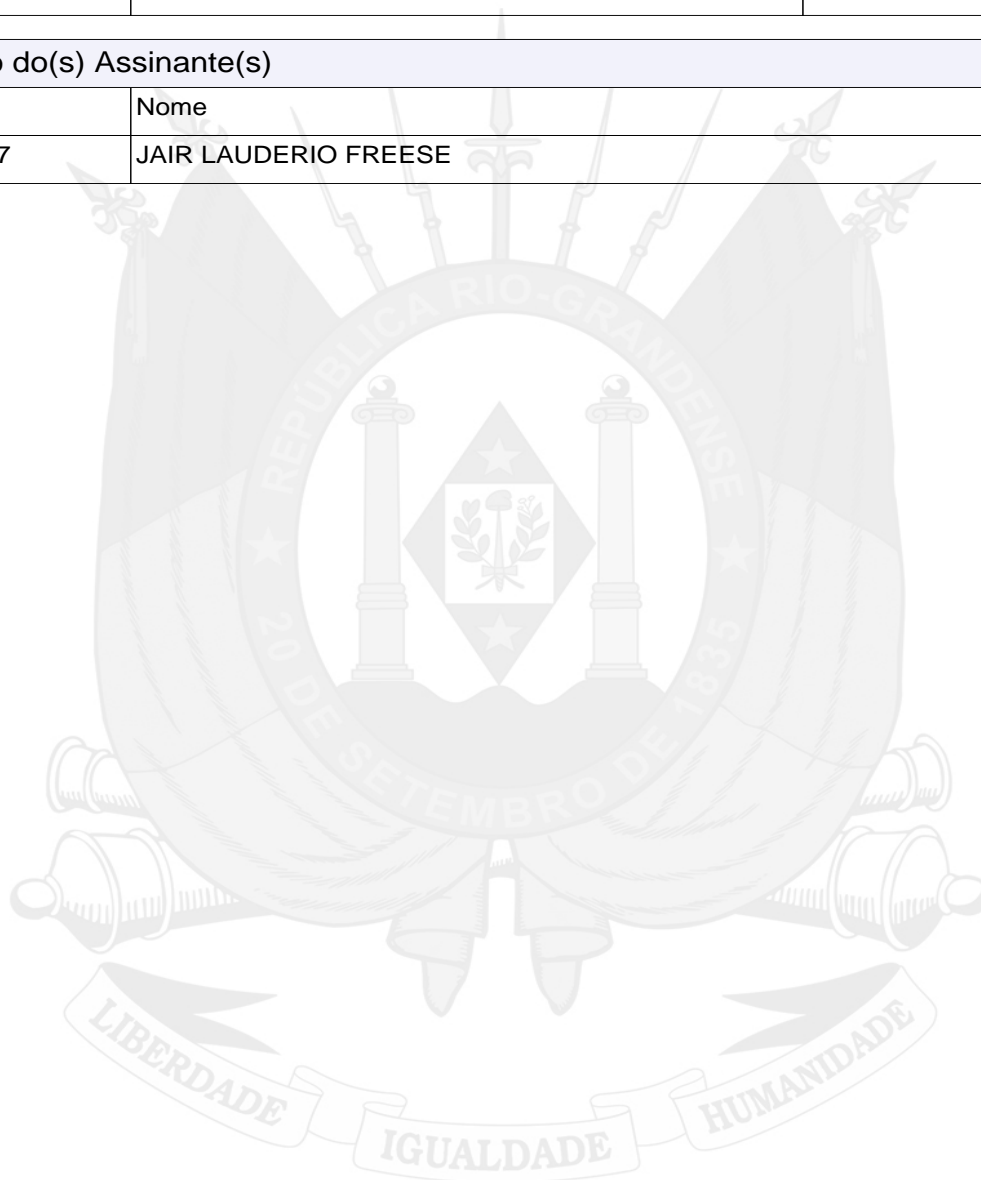 o do(s) Assinante(s)
Nome
7 JAIR LAUDERIO FREESE
REPÚBLICA RIO-GRANDENSE
20 DE SETEMBRO DE 1835
LIBERDADE
IGUALDADE
HUMANIDADE